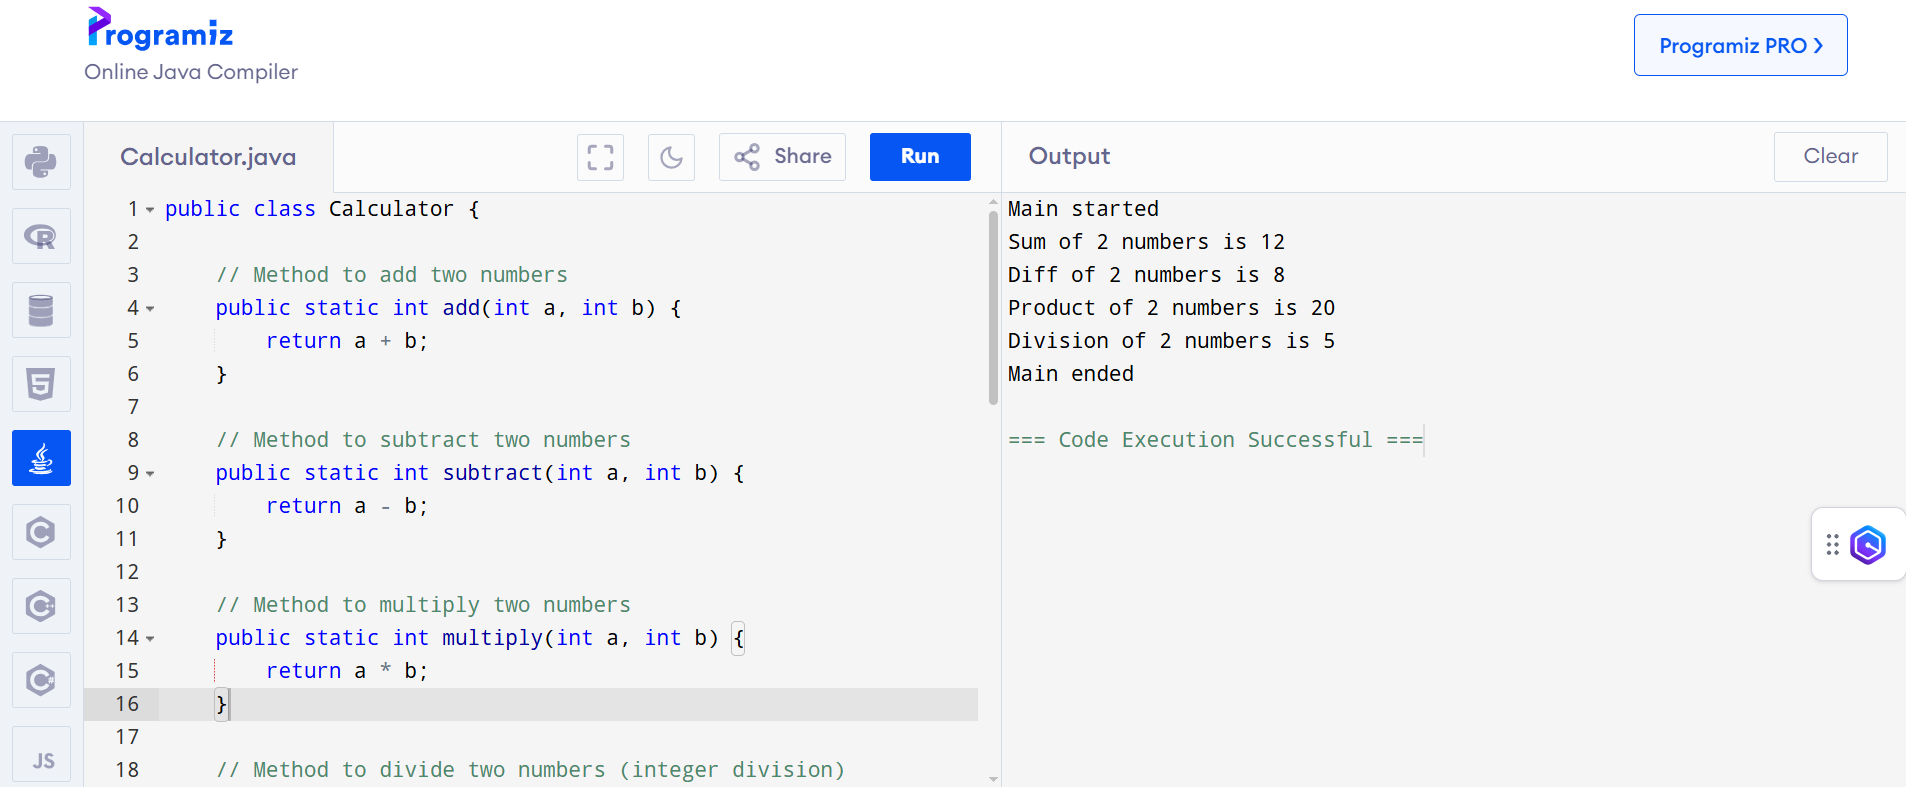 Programiz
Online Java Compiler
Programiz PRO
Calculator.java
Share
Run
Output
Clear
1 public class Calculator {
2
3 // Method to add two numbers
4 public static int add(int a, int b) {
5 return a + b;
6 }
7
8 // Method to subtract two numbers
9 public static int subtract(int a, int b) {
10 return a - b;
11 }
12
13 // Method to multiply two numbers
14 public static int multiply(int a, int b) {
15 return a * b;
16 }
17
18 // Method to divide two numbers (integer division)
Main started
Sum of 2 numbers is 12
Diff of 2 numbers is 8
Product of 2 numbers is 20
Division of 2 numbers is 5
Main ended
=== Code Execution Successful ===
R
5
C
C++
C#
JS